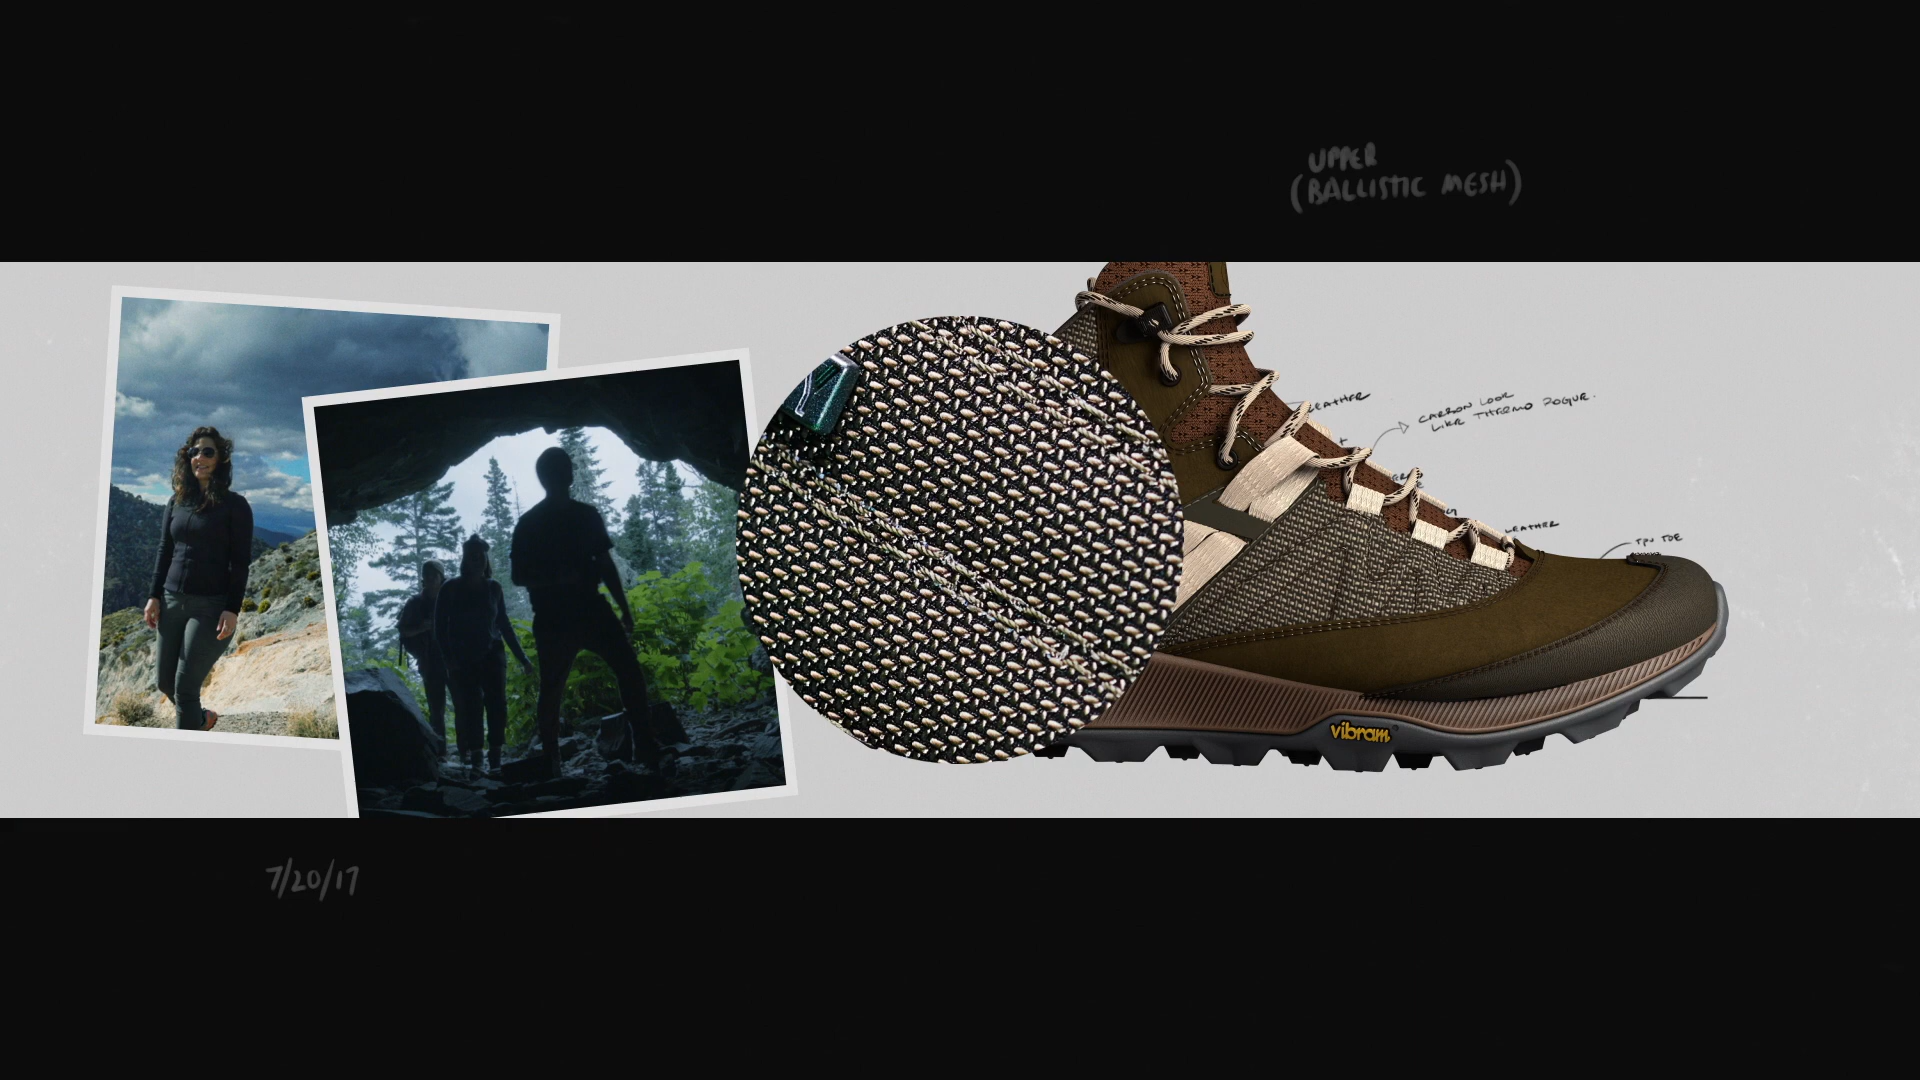 UPPER
(BALLISTIC MESH)
LEATHER
CARBON LOOK
LIKE THERMO ROGUE.
LEATHER
TPU TOE
vibram
7/20/17